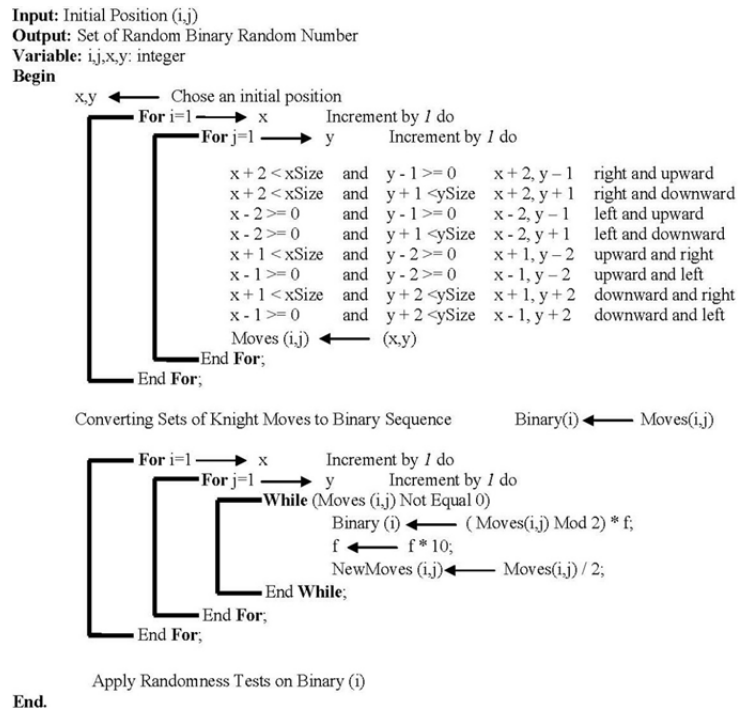 Input: Initial Position (i,j)
Output: Set of Random Binary Random Number
Variable: i,j,x,y: integer
Begin
x,y ← Chose an initial position
For i=1 → x Increment by 1 do
For j=1 → y Increment by 1 do
x + 2 < xSize and y - 1 >= 0 x + 2, y – 1 right and upward
x + 2 < xSize and y + 1 <ySize x + 2, y + 1 right and downward
x - 2 >= 0 and y - 1 >= 0 x - 2, y – 1 left and upward
x - 2 >= 0 and y + 1 <ySize x - 2, y + 1 left and downward
x + 1 < xSize and y - 2 >= 0 x + 1, y – 2 upward and right
x - 1 >= 0 and y - 2 >= 0 x - 1, y – 2 upward and left
x + 1 < xSize and y + 2 <ySize x + 1, y + 2 downward and right
x - 1 >= 0 and y + 2 <ySize x - 1, y + 2 downward and left
Moves (i,j) ← (x,y)
End For;
End For;
Converting Sets of Knight Moves to Binary Sequence Binary(i) ← Moves(i,j)
For i=1 → x Increment by 1 do
For j=1 → y Increment by 1 do
While (Moves (i,j) Not Equal 0)
Binary (i) ← ( Moves(i,j) Mod 2) * f;
f ← f * 10;
NewMoves (i,j) ← Moves(i,j) / 2;
End While;
End For;
End For;
Apply Randomness Tests on Binary (i)
End.